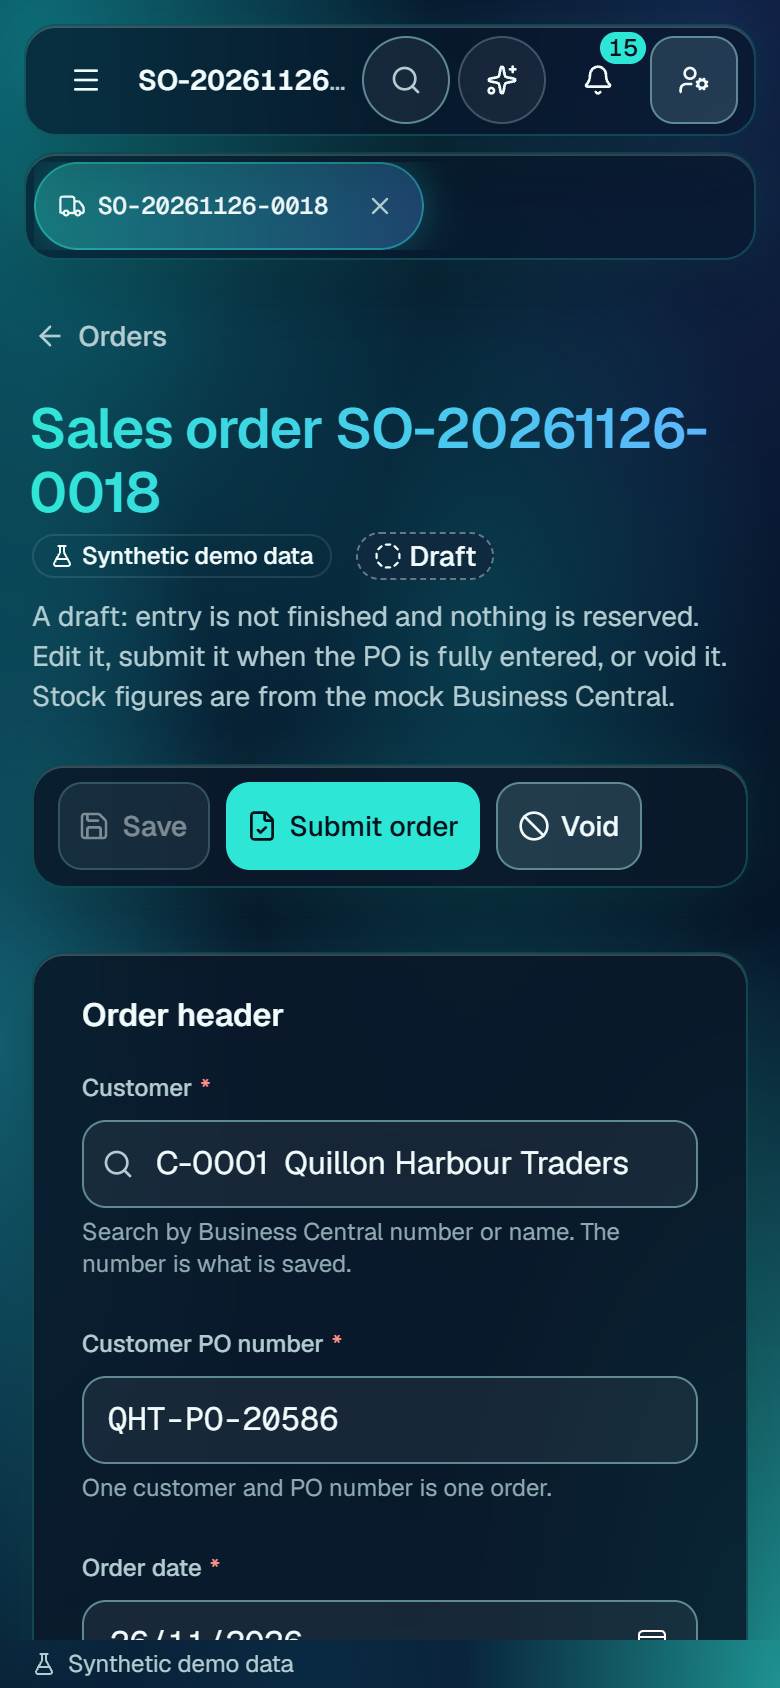 SO-20261126...
15
SO-20261126-0018
Orders
Sales order SO-20261126-
0018
Synthetic demo data
Draft
A draft: entry is not finished and nothing is reserved.
Edit it, submit it when the PO is fully entered, or void it.
Stock figures are from the mock Business Central.
Save
Submit order
Void
Order header
Customer *
C-0001 Quillon Harbour Traders
Search by Business Central number or name. The
number is what is saved.
Customer PO number *
QHT-PO-20586
One customer and PO number is one order.
Order date *
26/11/2026
Synthetic demo data